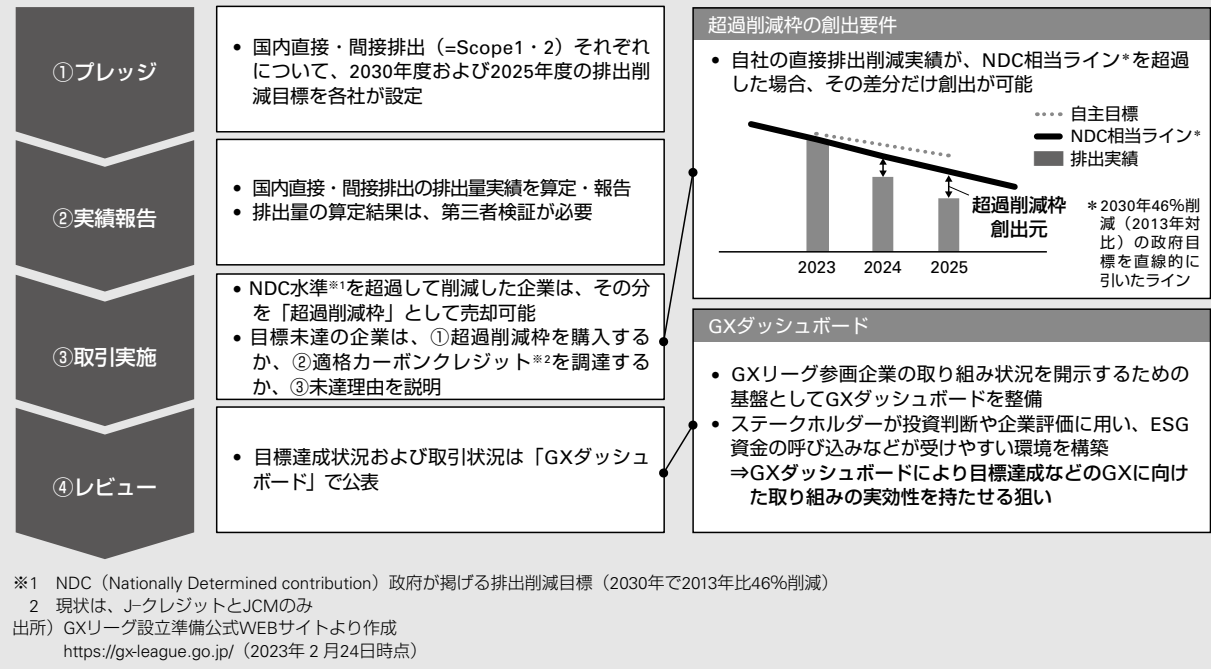 ①プレッジ
• 国内直接・間接排出（=Scope1・2）それぞれ
について、2030年度および2025年度の排出削
減目標を各社が設定
②実績報告
• 国内直接・間接排出の排出量実績を算定・報告
• 排出量の算定結果は、第三者検証が必要
③取引実施
• NDC水準※1を超過して削減した企業は、その分
を「超過削減枠」として売却可能
• 目標未達の企業は、①超過削減枠を購入する
か、②適格カーボンクレジット※2を調達する
か、③未達理由を説明
④レビュー
• 目標達成状況および取引状況は「GXダッシュ
ボード」で公表
超過削減枠の創出要件
• 自社の直接排出削減実績が、NDC相当ライン*を超過
した場合、その差分だけ創出が可能
自主目標
NDC相当ライン*
排出実績
超過削減枠
創出元
2023 2024 2025
＊2030年46%削
減（2013年対
比）の政府目
標を直線的に
引いたライン
GXダッシュボード
• GXリーグ参画企業の取り組み状況を開示するための
基盤としてGXダッシュボードを整備
• ステークホルダーが投資判断や企業評価に用い、ESG
資金の呼び込みなどが受けやすい環境を構築
⇒GXダッシュボードにより目標達成などのGXに向け
た取り組みの実効性を持たせる狙い
※1 NDC（Nationally Determined contribution）政府が掲げる排出削減目標（2030年で2013年比46%削減）
2 現状は、J-クレジットとJCMのみ
出所）GXリーグ設立準備公式WEBサイトより作成
https://gx-league.go.jp/（2023年２月24日時点）